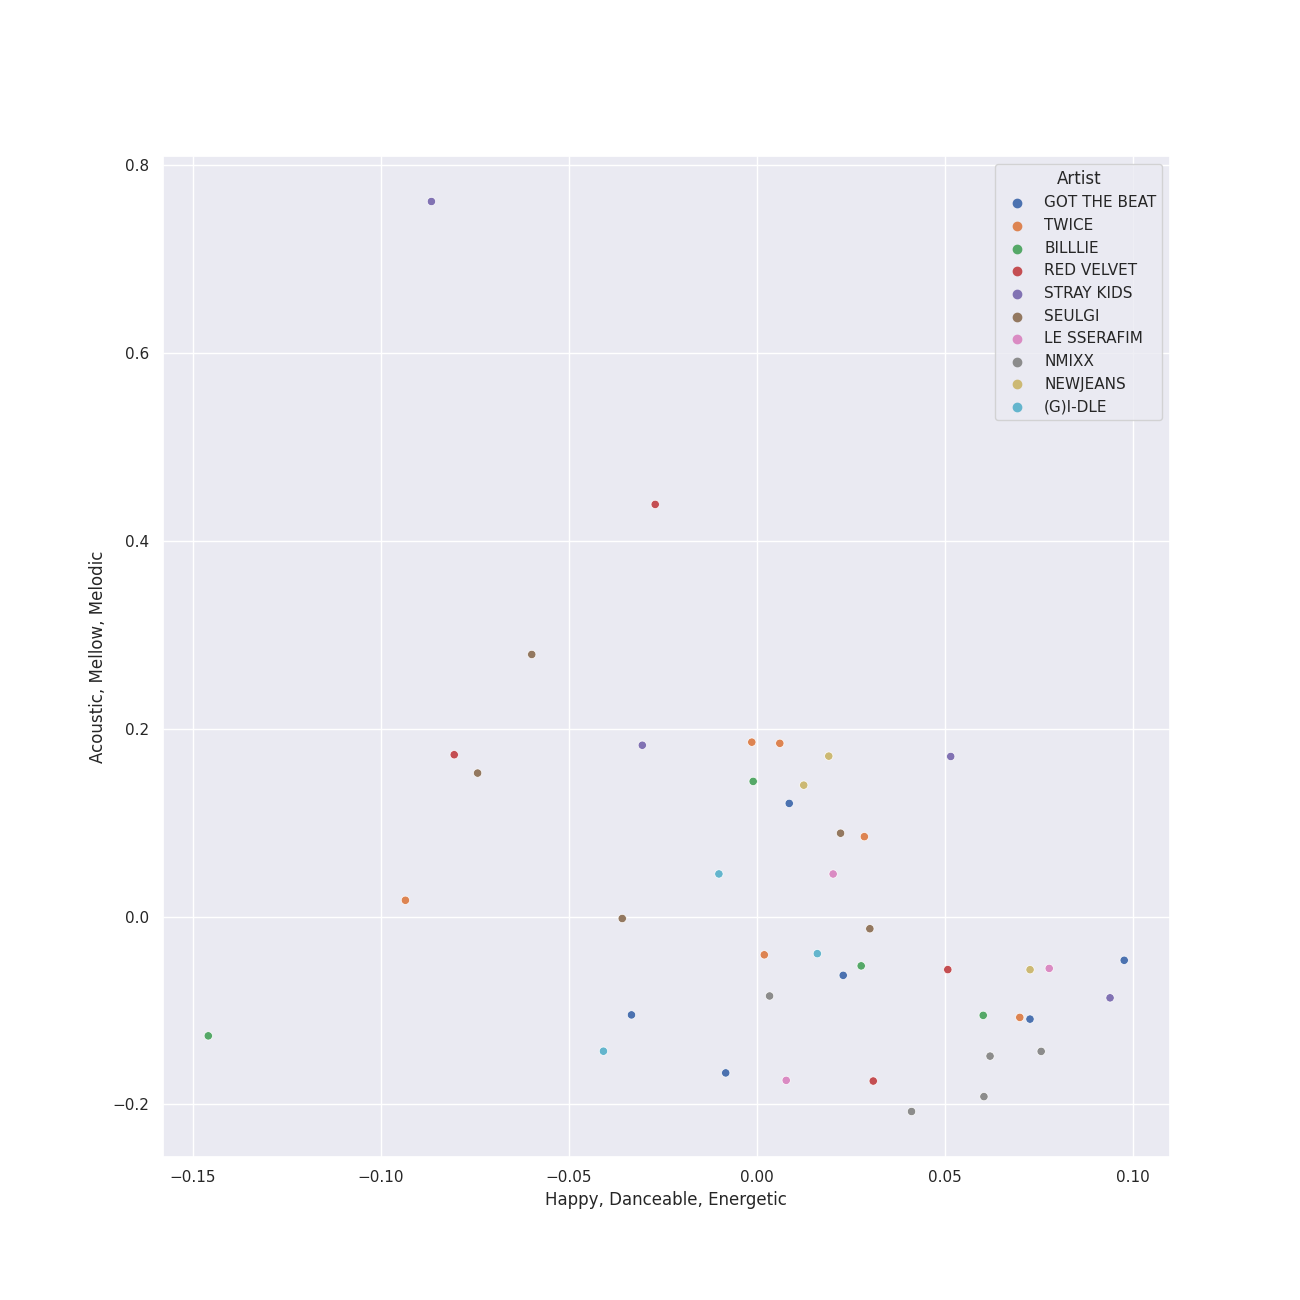 Artist
GOT THE BEAT
TWICE
BILLLIE
RED VELVET
STRAY KIDS
SEULGI
LE SSERAFIM
NMIXX
NEWJEANS
(G)I-DLE
0.8
0.6
0.4
0.2
0.0
−0.2
Acoustic, Mellow, Melodic
−0.15 −0.10 −0.05 0.00 0.05 0.10
Happy, Danceable, Energetic